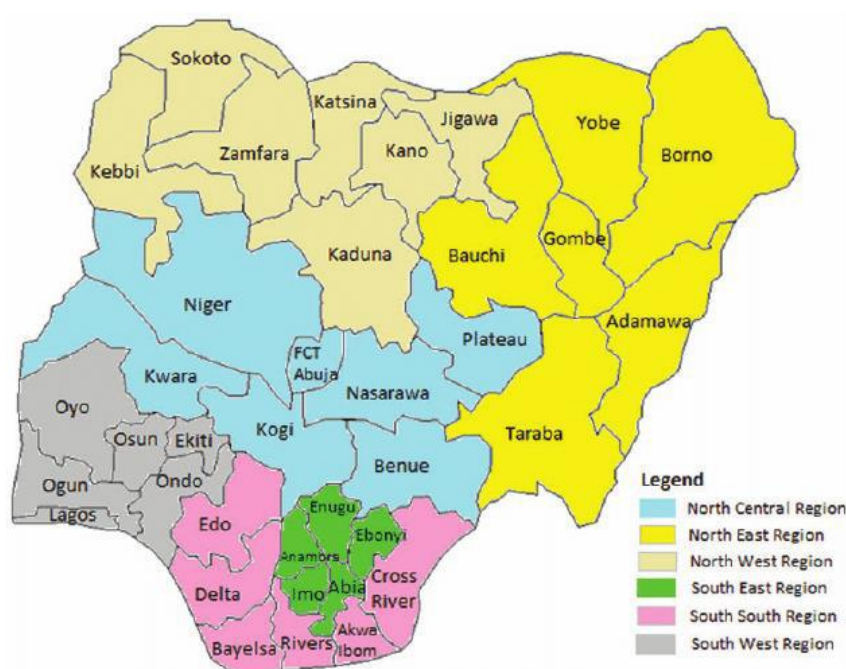 Sokoto
Katsina
Jigawa
Yobe
Borno
Kebbi
Zamfara
Kano
Kaduna
Bauchi
Gombe
Niger
Adamawa
Plateau
FCT
Abuja
Kwara
Nasarawa
Oyo
Kogi
Taraba
Osun
Ekiti
Benue
Ogun
Ondo
Lagos
Edo
Enugu
Ebonyi
Anamors
Delta
Imo
Abia
Cross
River
Bayelsa
Rivers
Akwa
Ibom
Legend
North Central Region
North East Region
North West Region
South East Region
South South Region
South West Region